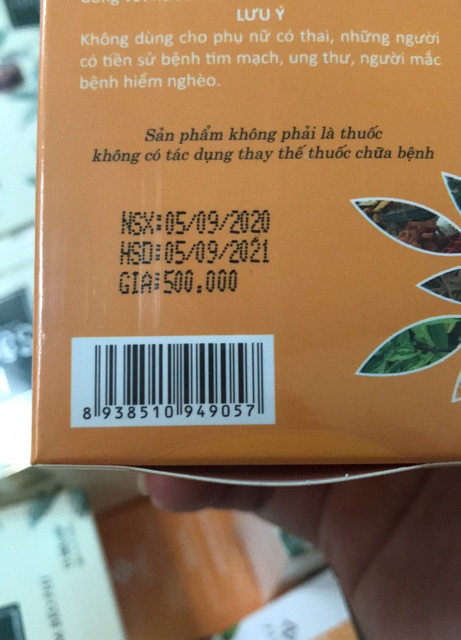 LƯU Ý
Không dùng cho phụ nữ có thai, những người
có tiền sử bệnh tim mạch, ung thư, người mắc
bệnh hiểm nghèo.
Sản phẩm không phải là thuốc
không có tác dụng thay thế thuốc chữa bệnh
NSX:05/09/2020
HSD:05/09/2021
GIA:500.000
8 938510 949057